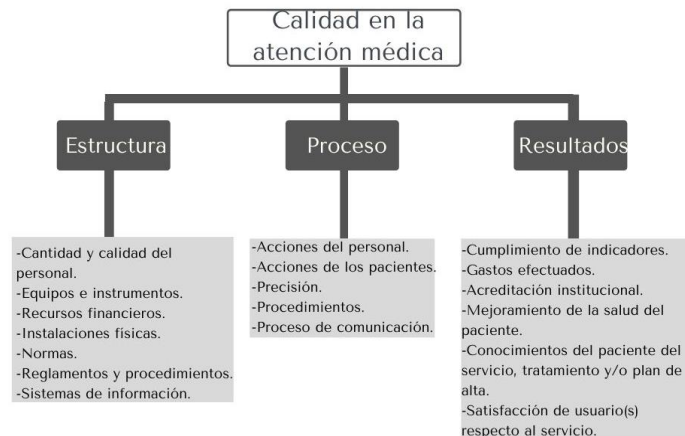 Calidad en la
atención médica
Estructura
Proceso
Resultados
-Cantidad y calidad del
personal.
-Equipos e instrumentos.
-Recursos financieros.
-Instalaciones físicas.
-Normas.
-Reglamentos y procedimientos.
-Sistemas de información.
-Acciones del personal.
-Acciones de los pacientes.
-Precisión.
-Procedimientos.
-Proceso de comunicación.
-Cumplimiento de indicadores.
-Gastos efectuados.
-Acreditación institucional.
-Mejoramiento de la salud del
paciente.
-Conocimientos del paciente del
servicio, tratamiento y/o plan de
alta.
-Satisfacción de usuario(s)
respecto al servicio.